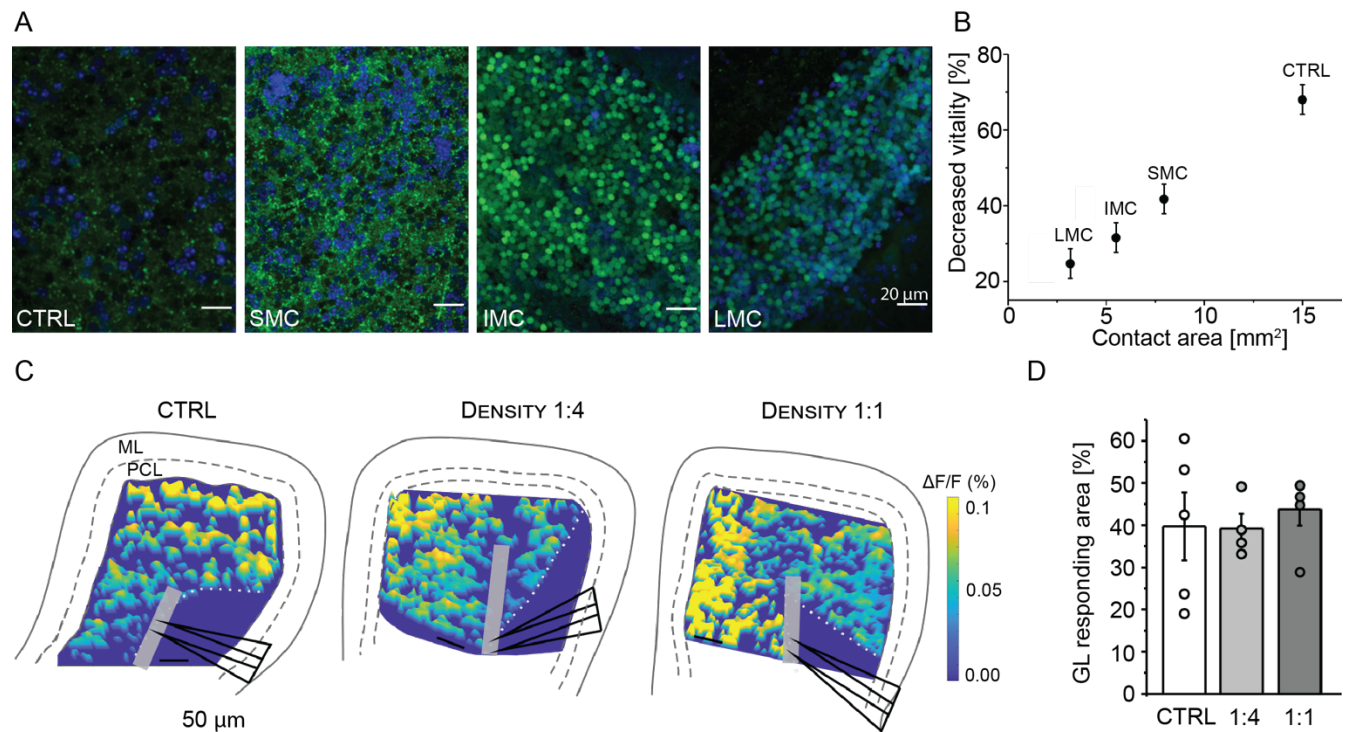 A
CTRL
SMC
IMC
20 µm
LMC
B
Decreased vitality [%]
80
60
40
20
CTRL
SMC
IMC
LMC
0 5 10 15
Contact area [mm²]
C
CTRL
DENSITY 1:4
DENSITY 1:1
ML
PCL
ΔF/F (%)
0.1
0.05
0.00
50 µm
D
GL responding area [%]
60
50
40
30
20
10
0
CTRL 1:4 1:1